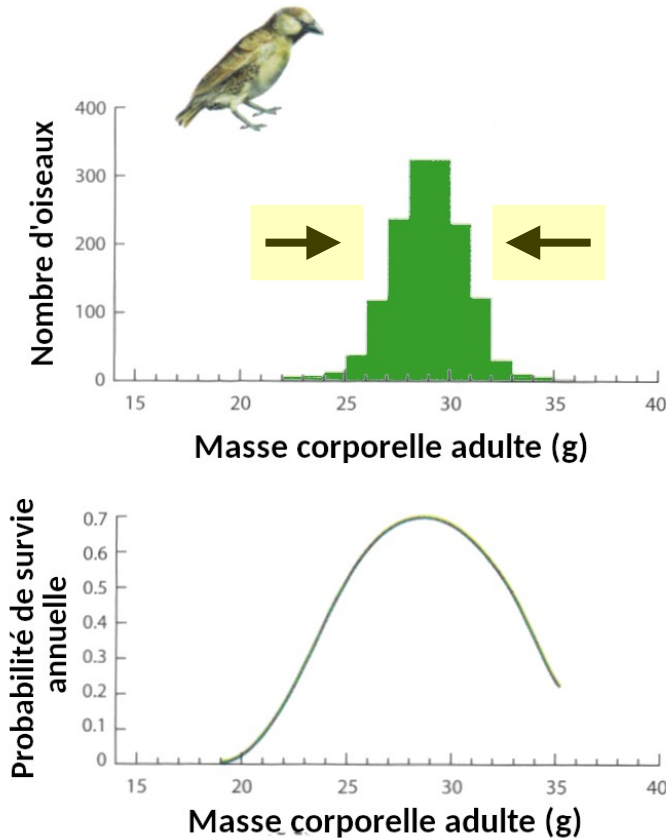 Nombre d'oiseaux
400
300
200
100
0
15 20 25 30 35 40
Masse corporelle adulte (g)
Probabilité de survie
annuelle
0.7
0.6
0.5
0.4
0.3
0.2
0.1
0
15 20 25 30 35 40
Masse corporelle adulte (g)